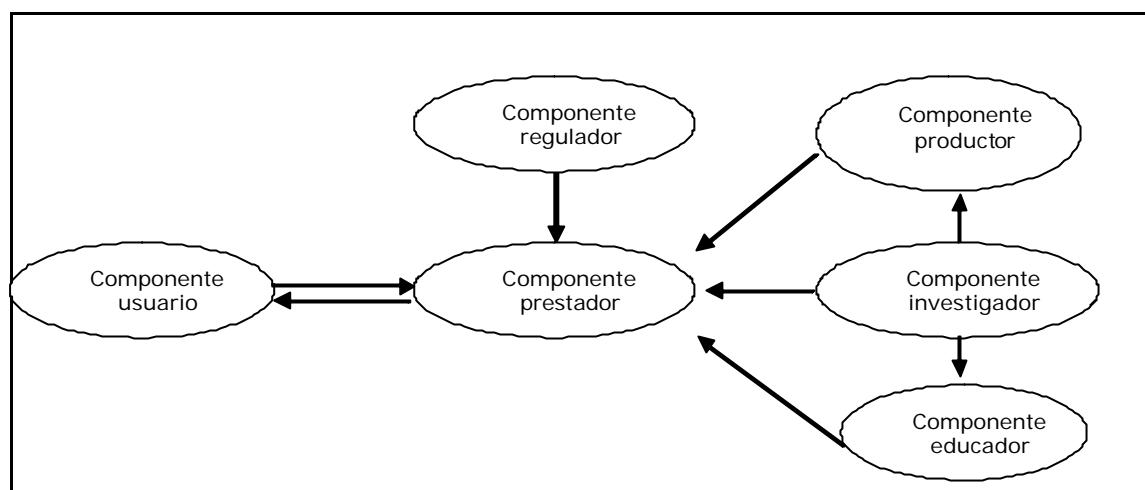 Componente
regulador
Componente
productor
Componente
usuario
Componente
prestador
Componente
investigador
Componente
educador